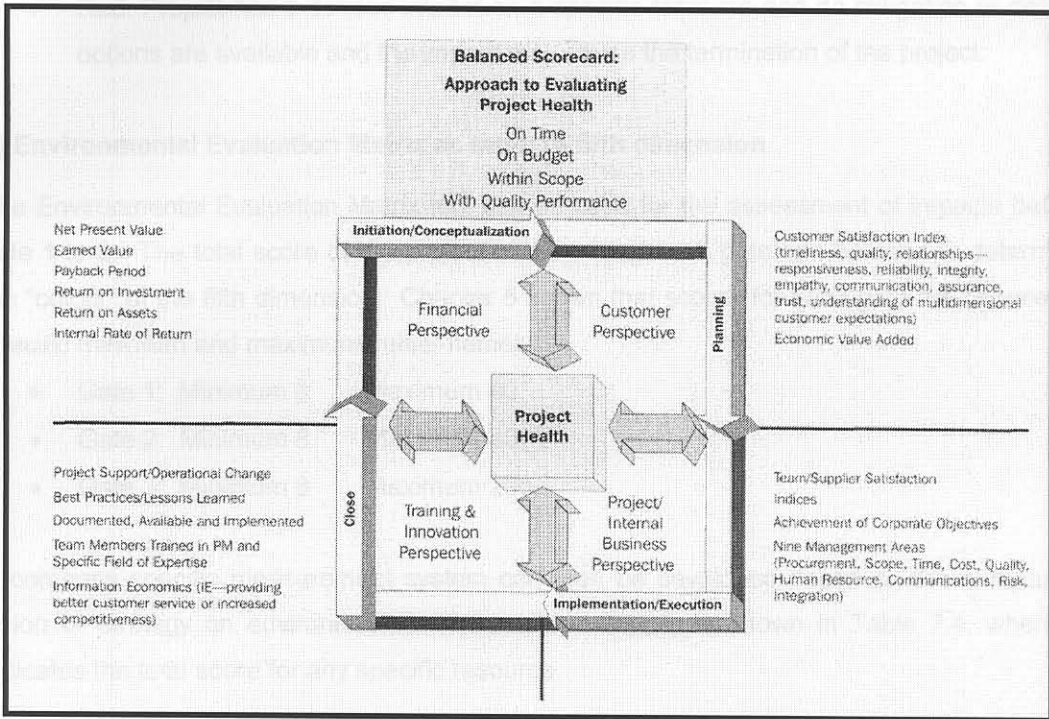 Balanced Scorecard:
Approach to Evaluating
Project Health
On Time
On Budget
Within Scope
With Quality Performance
Initiation/Conceptualization
Net Present Value
Earned Value
Payback Period
Return on Investment
Return on Assets
Internal Rate of Return
Financial
Perspective
Customer
Perspective
Planning
Customer Satisfaction Index
(timeliness, quality, relationships—
responsiveness, reliability, integrity,
empathy, communication, assurance,
trust, understanding of multidimensional
customer expectations)
Economic Value Added
Project
Health
Project Support/Operational Change
Best Practices/Lessons Learned
Documented, Available and Implemented
Team Members Trained in PM and
Specific Field of Expertise
Information Economics (IE—providing
better customer service or increased
competitiveness)
Close
Training &
Innovation
Perspective
Project/
Internal
Business
Perspective
Implementation/Execution
Team/Supplier Satisfaction
Indices
Achievement of Corporate Objectives
Nine Management Areas
(Procurement, Scope, Time, Cost, Quality,
Human Resource, Communications, Risk,
Integration)